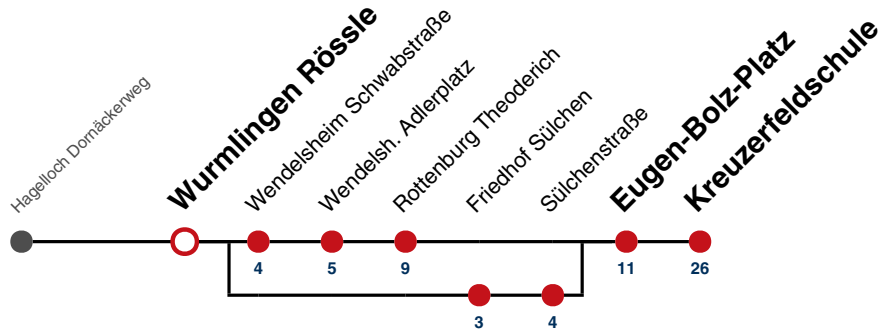 Hagelloch Dornäckerweg
Wurmlingen Rössle
Wendelsheim Schwabstraße
Wendelsh. Adlerplatz
Rottenburg Theoderich
Friedhof Sülchen
Sülchenstraße
Eugen-Bolz-Platz
Kreuzerfeldschule
4 5 9 11 26
3 4